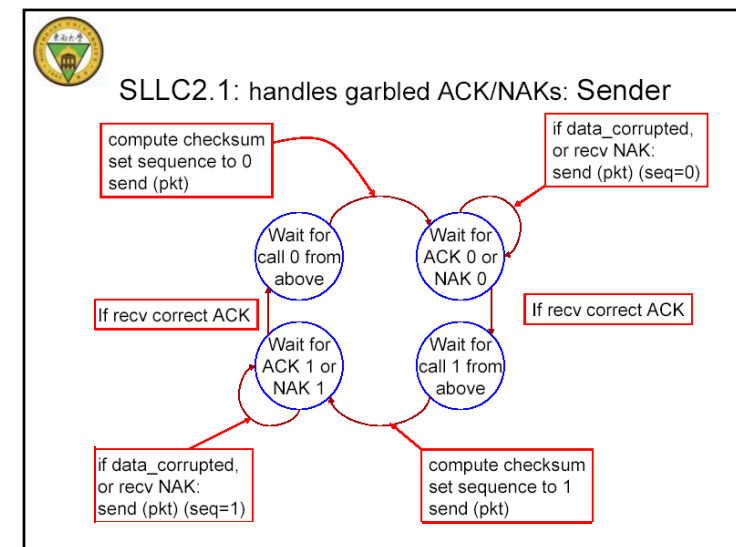 SLLC2.1: handles garbled ACK/NAKs: Sender
compute checksum
set sequence to 0
send (pkt)
if data_corrupted,
or recv NAK:
send (pkt) (seq=0)
Wait for
call 0 from
above
Wait for
ACK 0 or
NAK 0
If recv correct ACK
If recv correct ACK
Wait for
ACK 1 or
NAK 1
Wait for
call 1 from
above
if data_corrupted,
or recv NAK:
send (pkt) (seq=1)
compute checksum
set sequence to 1
send (pkt)